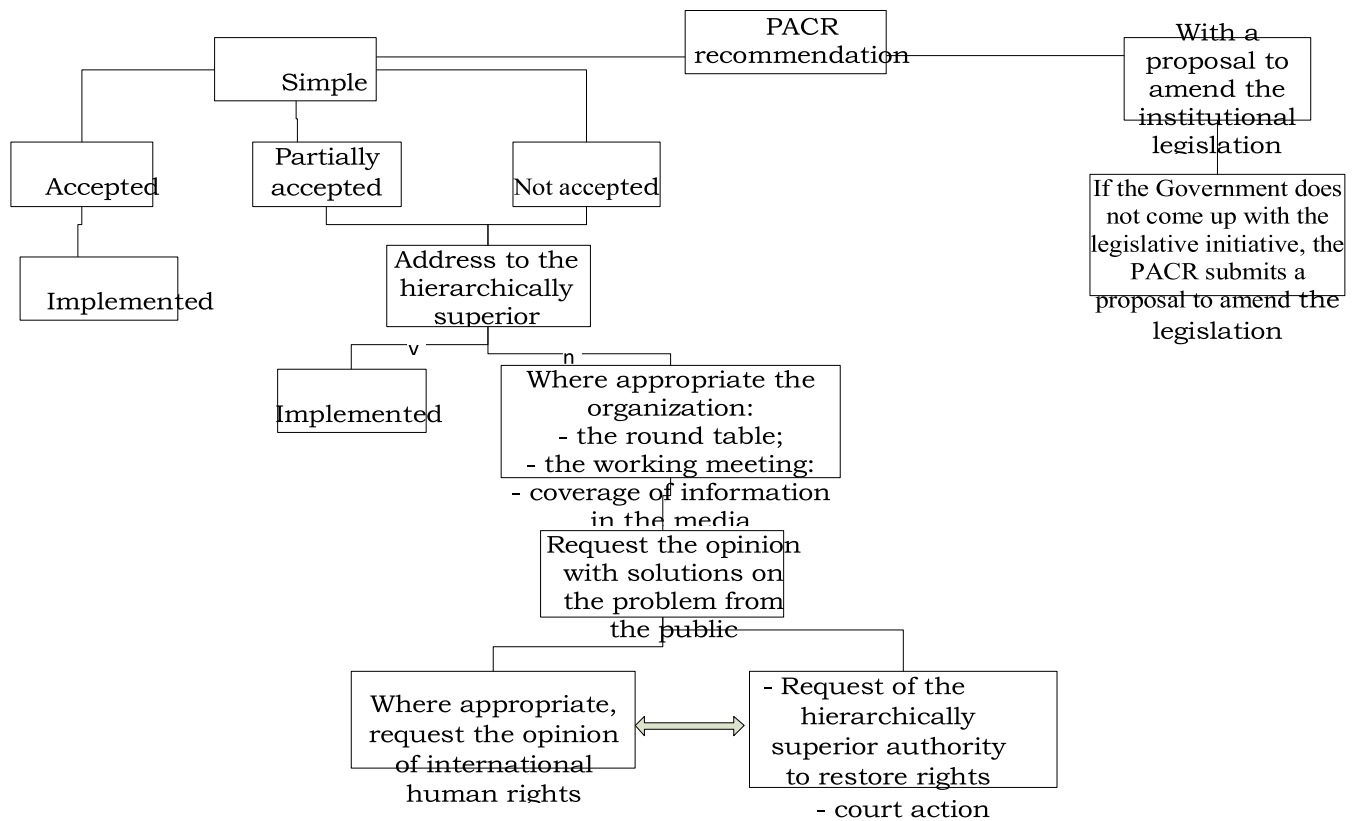 PACR
recommendation
Simple
With a
proposal to
amend the
institutional
legislation
Accepted
Partially
accepted
Not accepted
If the Government does
not come up with the
legislative initiative, the
PACR submits a
proposal to amend the
legislation
Implemented
Address to the
hierarchically
superior
v
n
Implemented
Where appropriate the
organization:
- the round table;
- the working meeting:
- coverage of information
in the media
Request the opinion
with solutions on
the problem from
the public
Where appropriate,
request the opinion
of international
human rights
- Request of the
hierarchically
superior authority
to restore rights
- court action